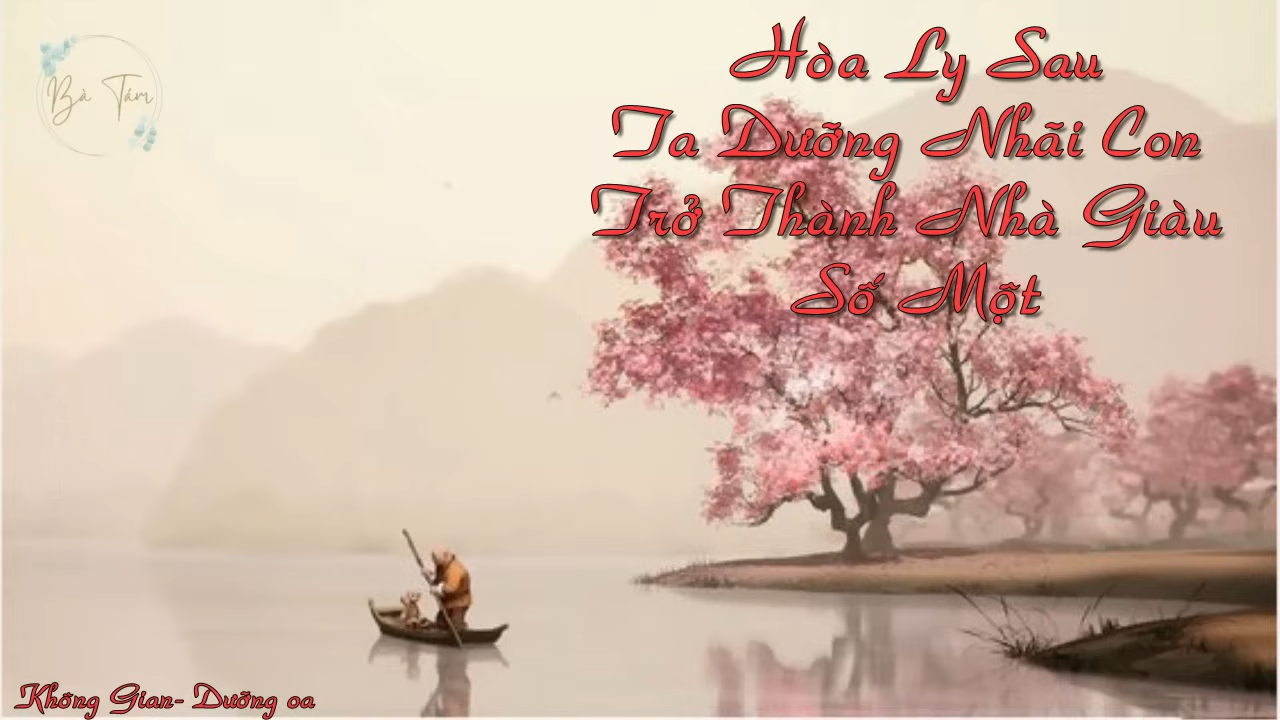 Bà Tám
Hòa Ly Sau
Ta Dưỡng Nhãi Con
Trở Thành Nhà Giàu
Số Một
Không Gian- Dưỡng oa